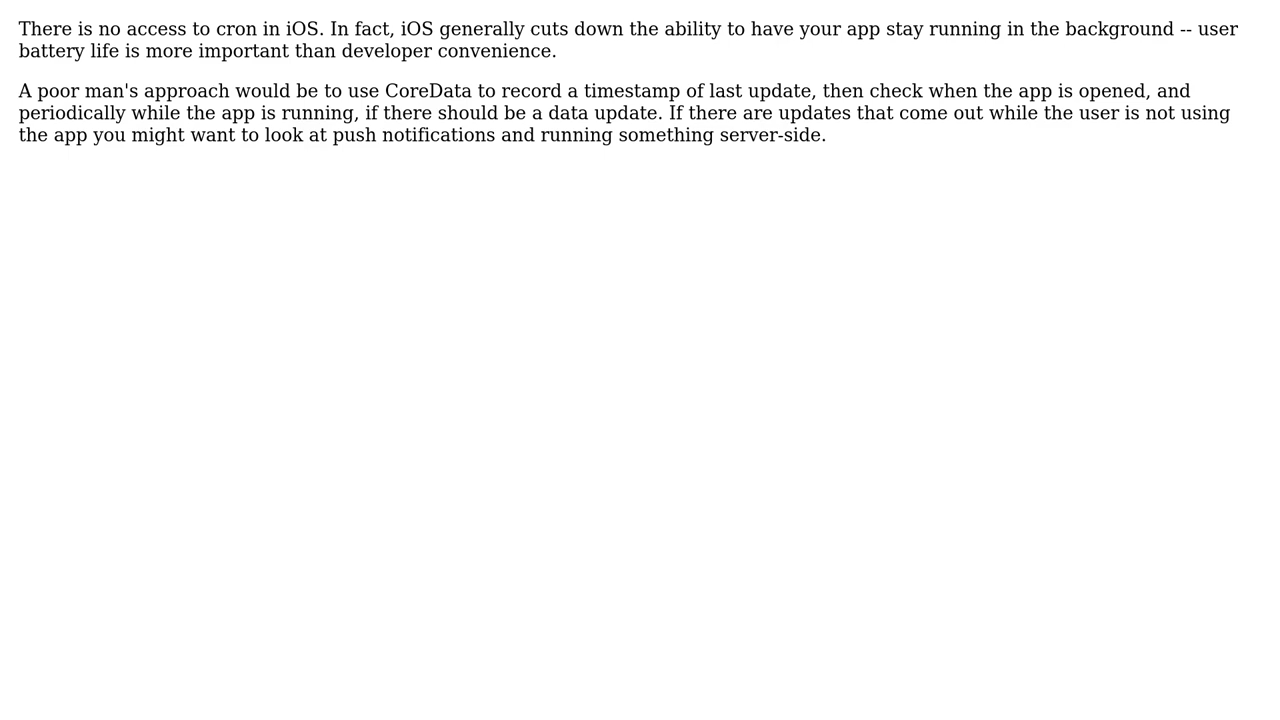 There is no access to cron in iOS. In fact, iOS generally cuts down the ability to have your app stay running in the background -- user
battery life is more important than developer convenience.
A poor man's approach would be to use CoreData to record a timestamp of last update, then check when the app is opened, and
periodically while the app is running, if there should be a data update. If there are updates that come out while the user is not using
the app you might want to look at push notifications and running something server-side.